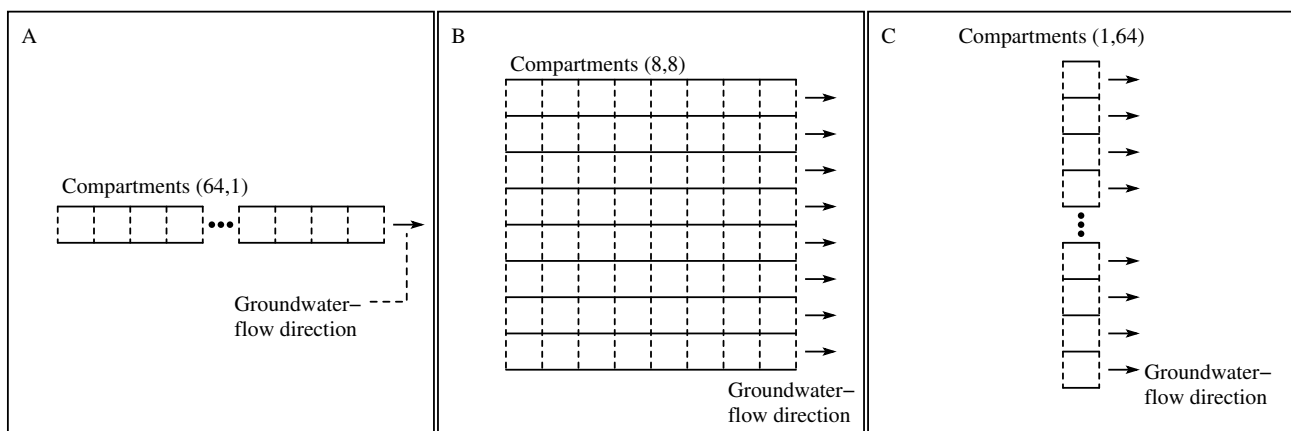 A
Compartments (64,1)
Groundwater–
flow direction
B
Compartments (8,8)
Groundwater–
flow direction
C
Compartments (1,64)
Groundwater–
flow direction